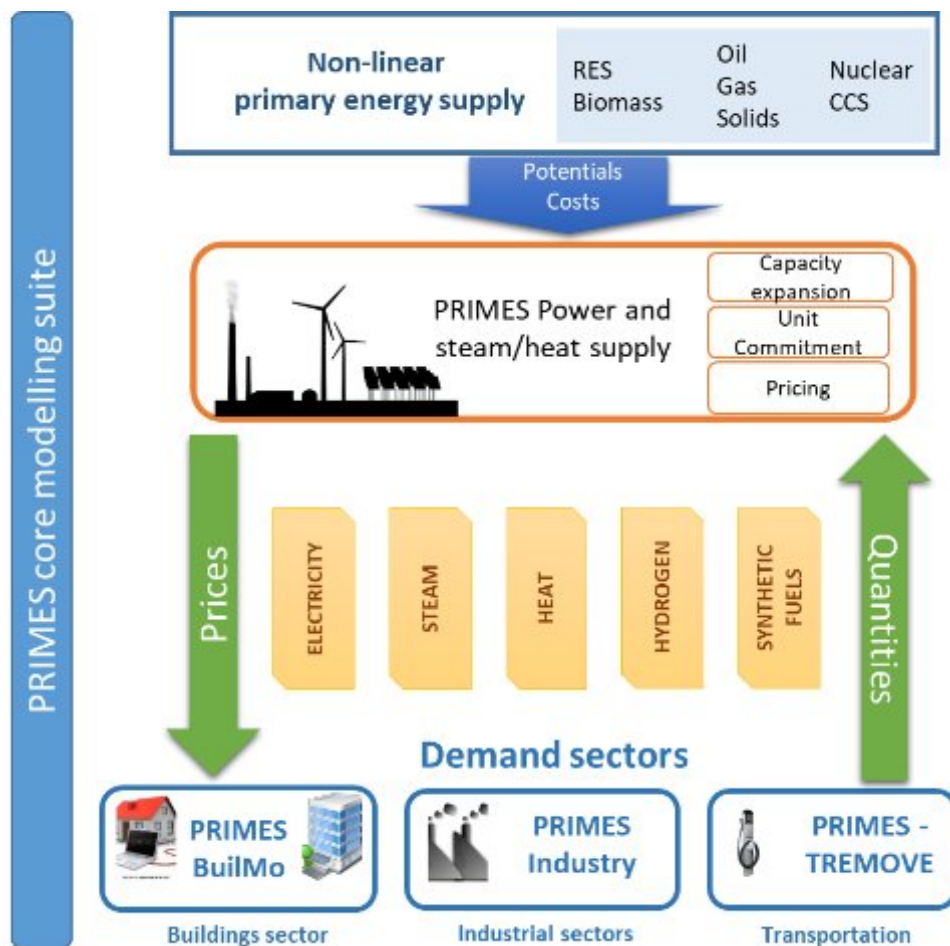 PRIMES core modelling suite
Non-linear
primary energy supply
RES
Biomass
Oil
Gas
Solids
Nuclear
CCS
Potentials
Costs
PRIMES Power and
steam/heat supply
Capacity
expansion
Unit
Commitment
Pricing
Prices
ELECTRICITY
STEAM
HEAT
HYDROGEN
SYNTHETIC
FUELS
Quantities
Demand sectors
PRIMES
BuilMo
PRIMES
Industry
PRIMES -
TREMOVE
Buildings sector
Industrial sectors
Transportation